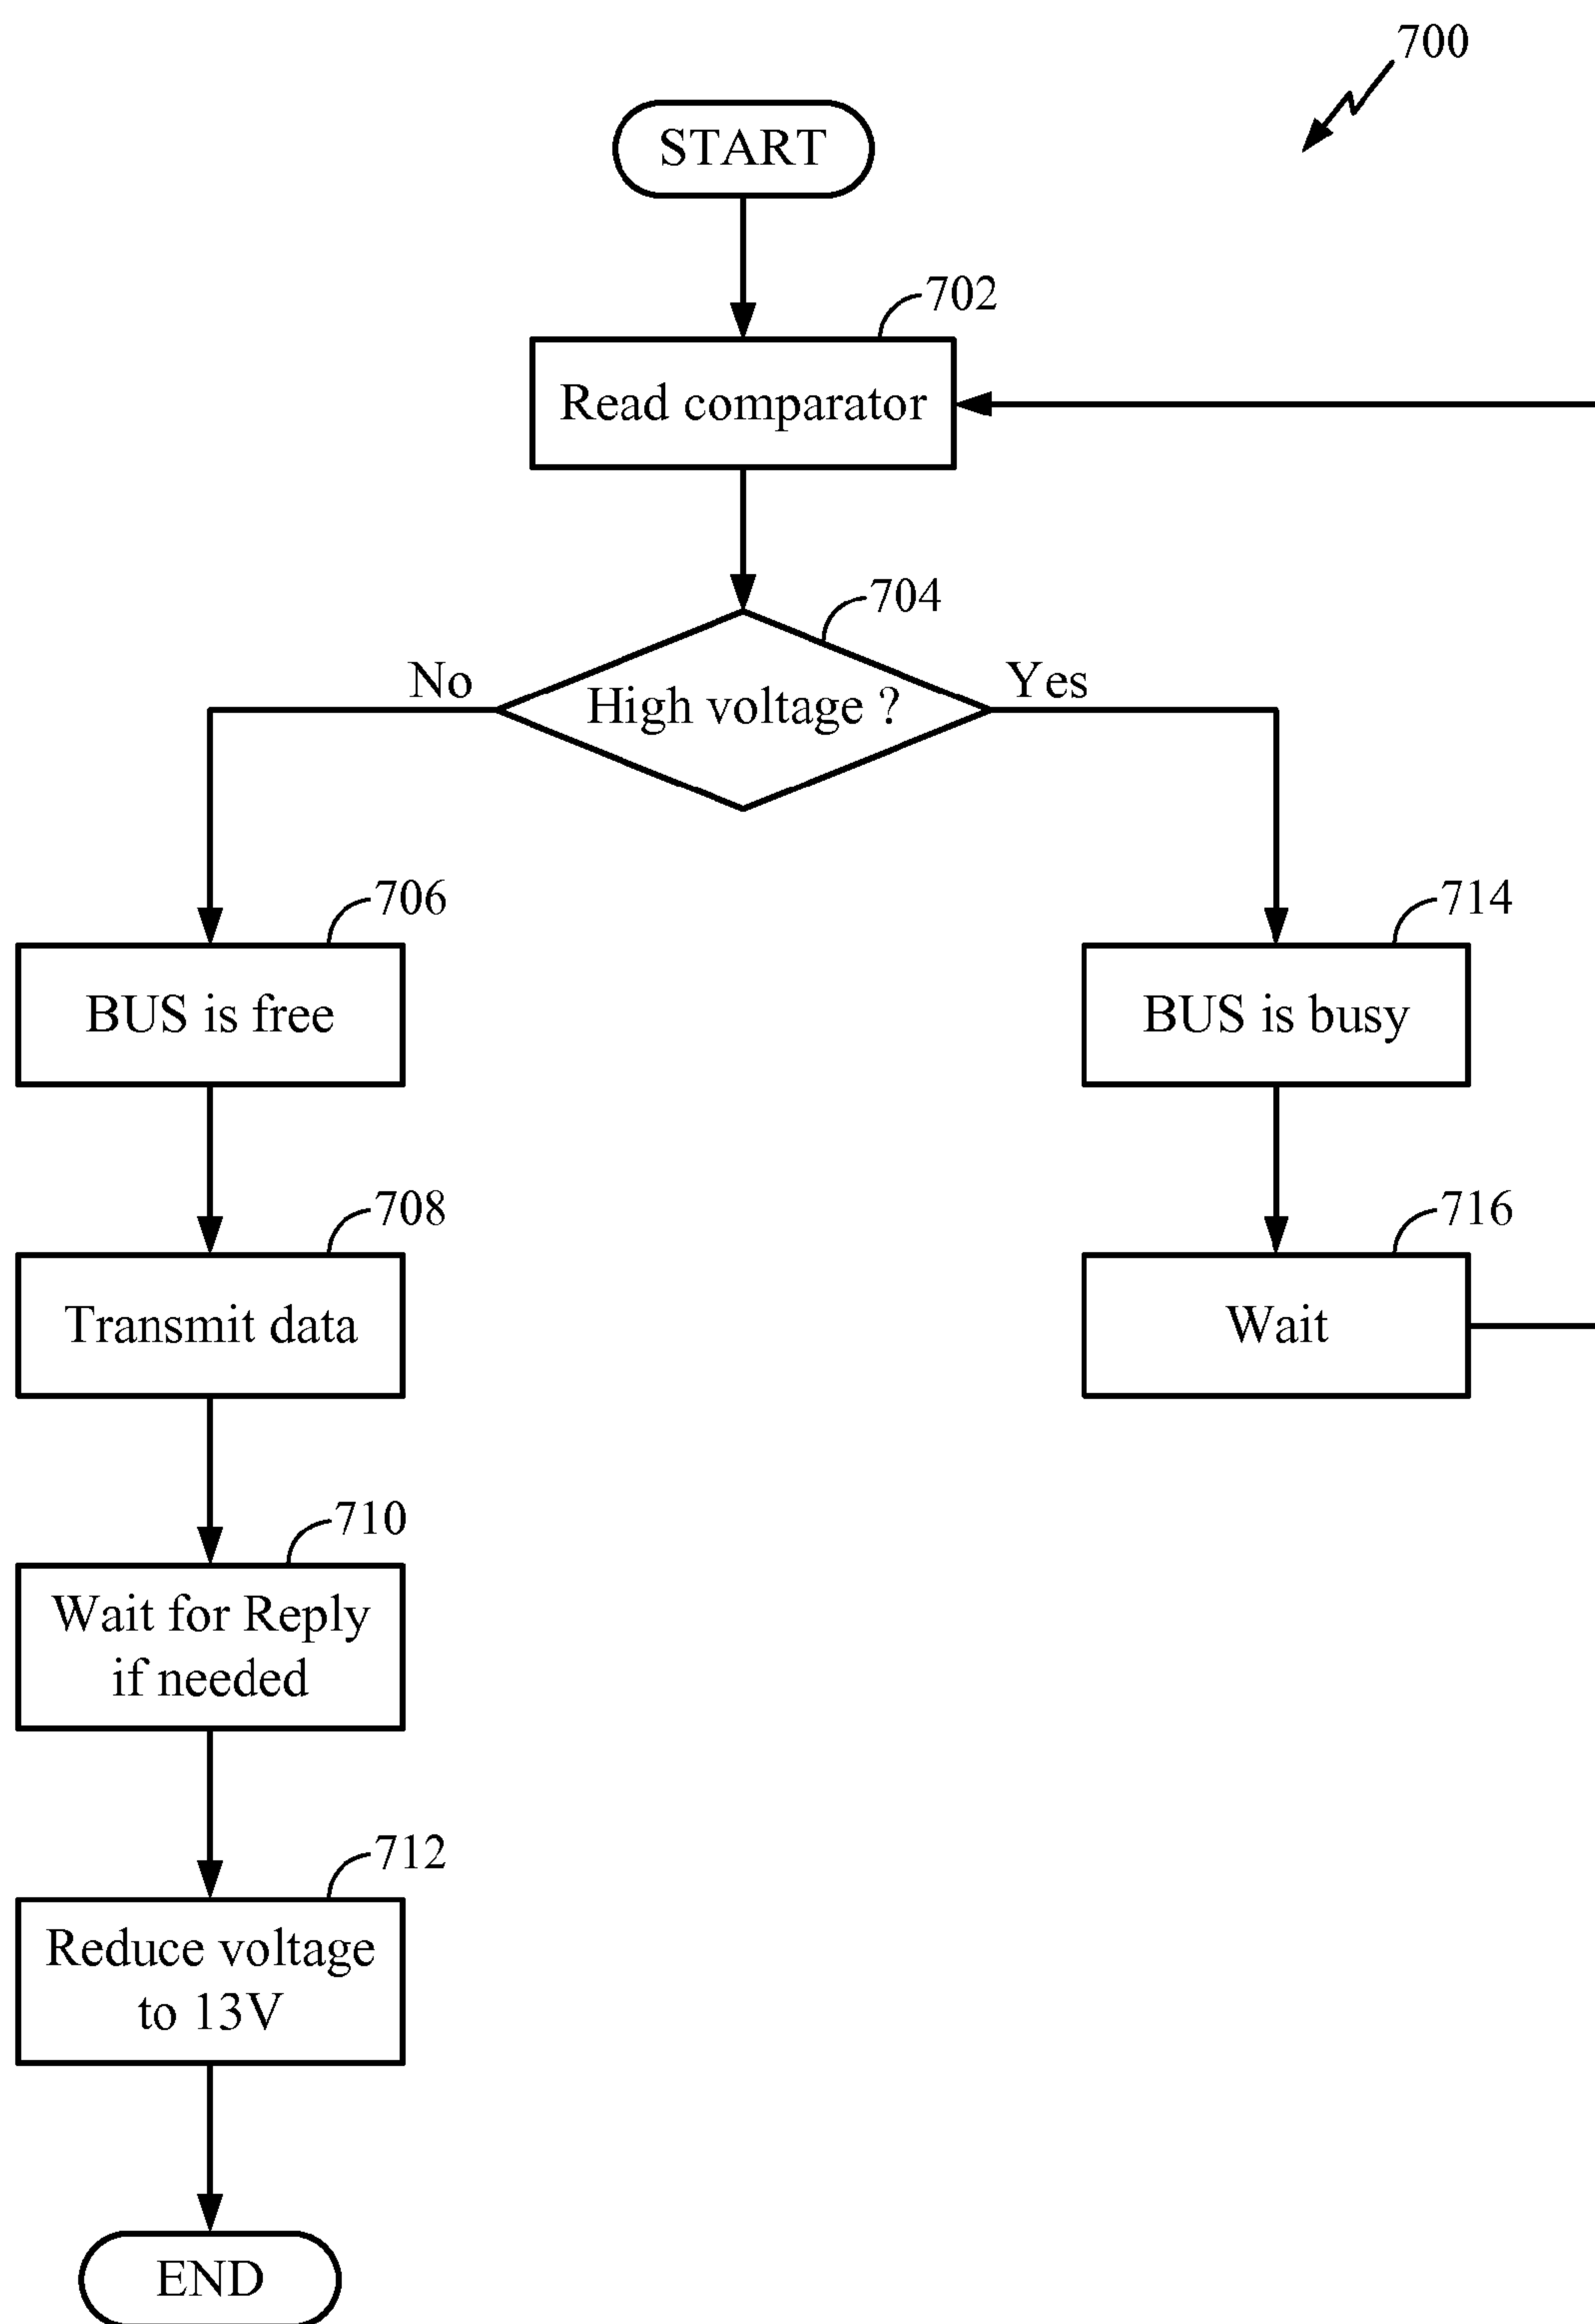 700
START
702
Read comparator
704
No
High voltage ?
Yes
706
BUS is free
714
BUS is busy
708
Transmit data
716
Wait
710
Wait for Reply
if needed
712
Reduce voltage
to 13V
END